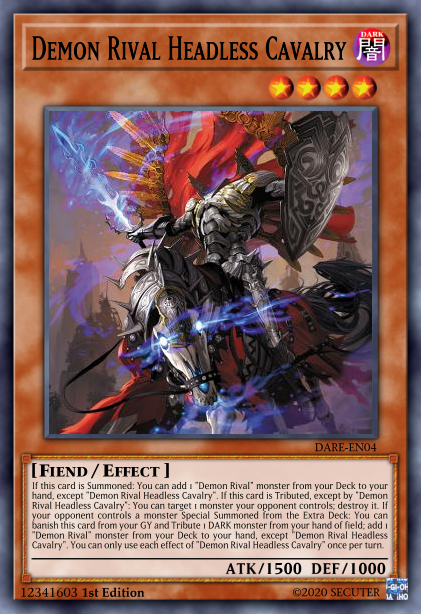 Demon Rival Headless Cavalry
DARK
闇
DARE-EN04
[Fiend / Effect ]
If this card is Summoned: You can add 1 "Demon Rival" monster from your Deck to your
hand, except "Demon Rival Headless Cavalry". If this card is Tributed, except by "Demon
Rival Headless Cavalry": You can target 1 monster your opponent controls; destroy it. If
your opponent controls a monster Special Summoned from the Extra Deck: You can
banish this card from your GY and Tribute 1 DARK monster from your hand of field; add 1
"Demon Rival" monster from your Deck to your hand, except "Demon Rival Headless
Cavalry". You can only use each effect of "Demon Rival Headless Cavalry" once per turn.
ATK/1500 DEF/1000
12341603 1st Edition
©2020 SECUTER